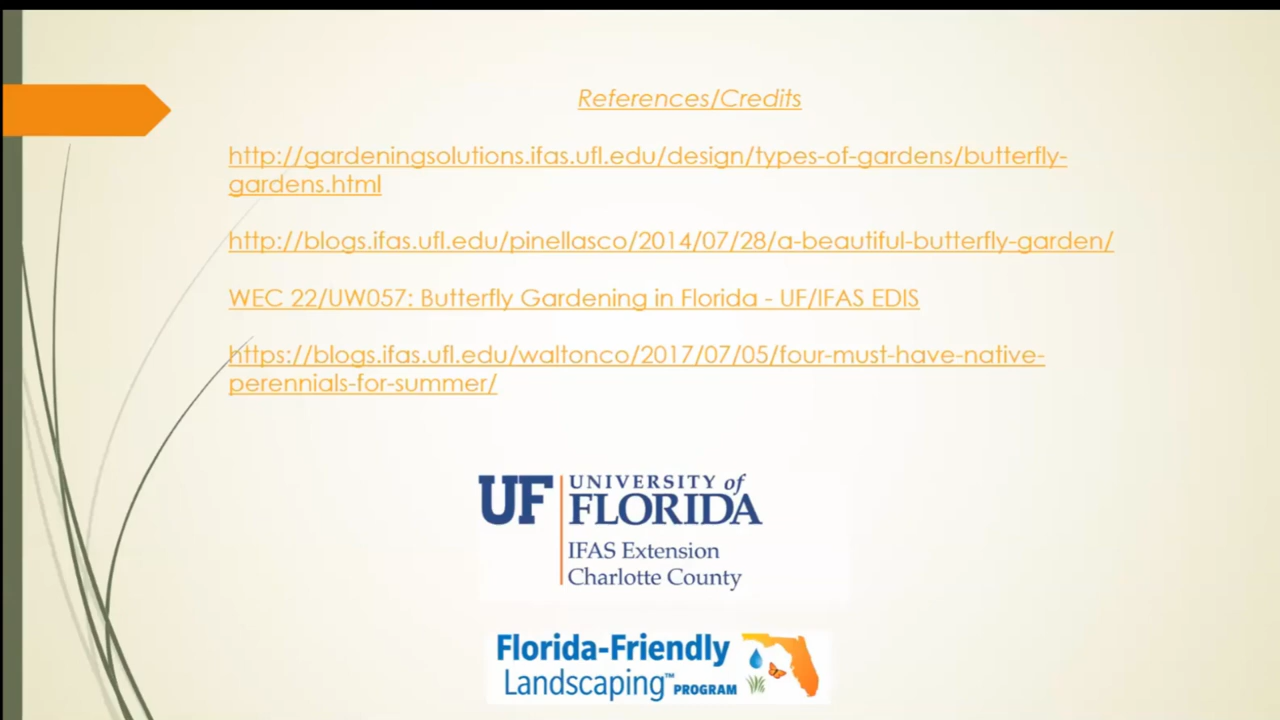 References/Credits
http://gardeningsolutions.ifas.ufl.edu/design/types-of-gardens/butterfly-
gardens.html
http://blogs.ifas.ufl.edu/pinellasco/2014/07/28/a-beautiful-butterfly-garden/
WEC 22/UW057: Butterfly Gardening in Florida - UF/IFAS EDIS
https://blogs.ifas.ufl.edu/waltonco/2017/07/05/four-must-have-native-
perennials-for-summer/
UF UNIVERSITY of
FLORIDA
IFAS Extension
Charlotte County
Florida-Friendly
Landscaping™ PROGRAM